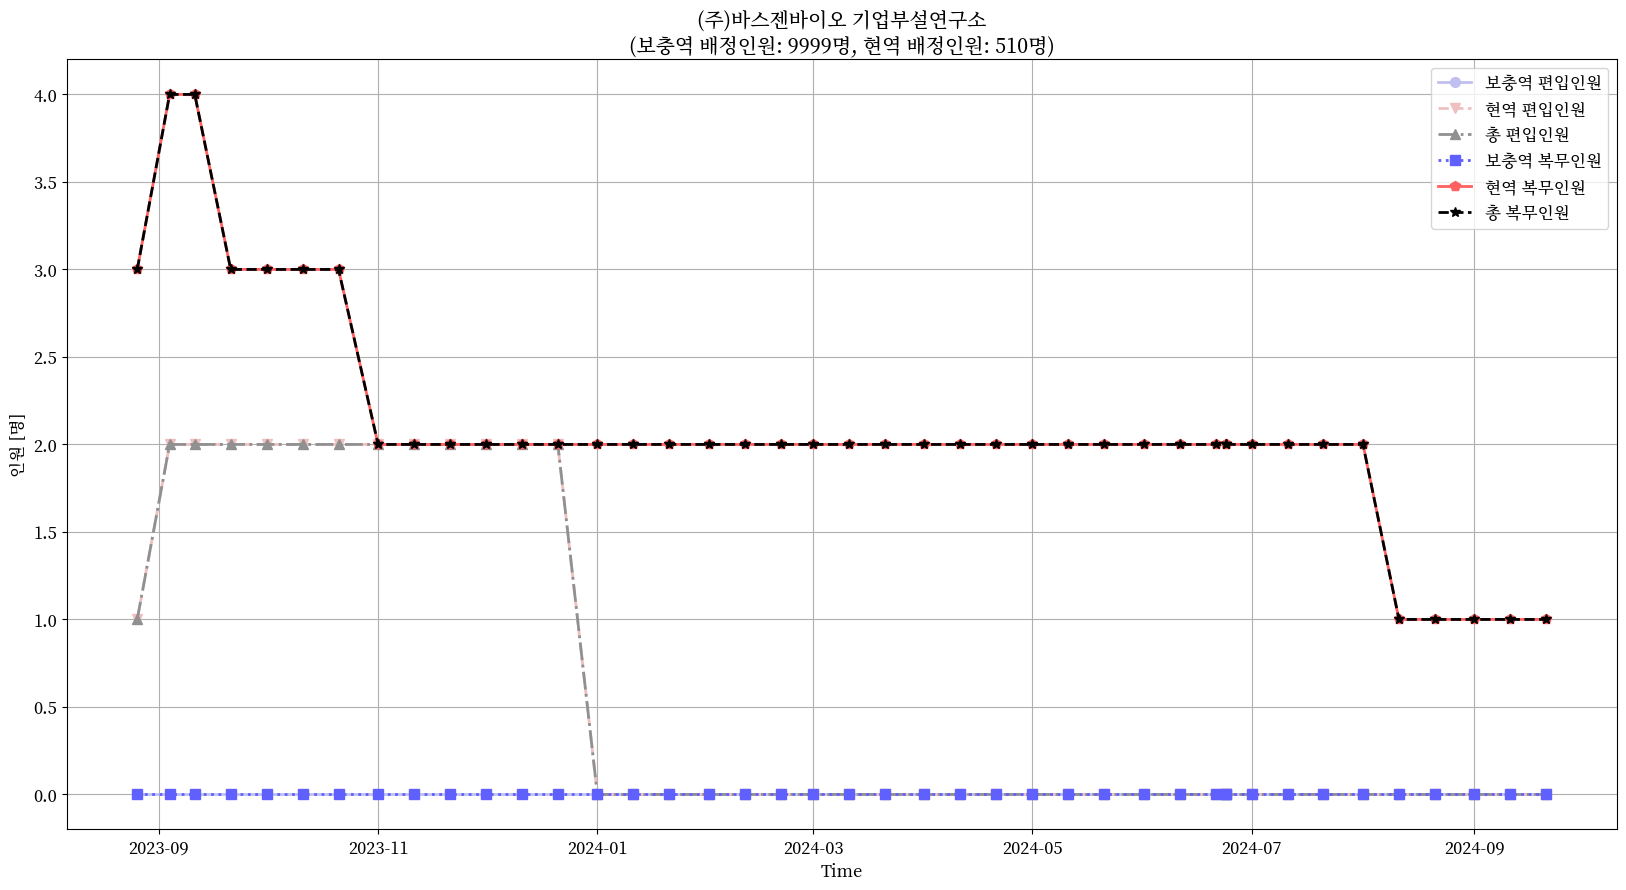 (주)바스젠바이오 기업부설연구소
(보충역 배정인원: 9999명, 현역 배정인원: 510명)
보충역 편입인원
현역 편입인원
총 편입인원
보충역 복무인원
현역 복무인원
총 복무인원
인원 [명]
4.0
3.5
3.0
2.5
2.0
1.5
1.0
0.5
0.0
2023-09
2023-11
2024-01
2024-03
2024-05
2024-07
2024-09
Time